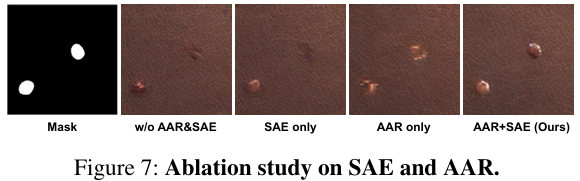 Mask w/o AAR&SAE SAE only AAR only AAR+SAE (Ours)
Figure 7: Ablation study on SAE and AAR.